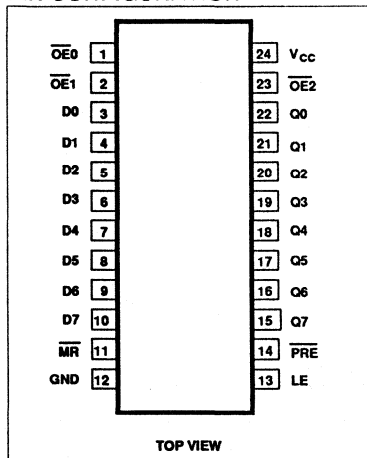 OE0 1 24 VCC
OE1 2 23 OE2
D0 3 22 Q0
D1 4 21 Q1
D2 5 20 Q2
D3 6 19 Q3
D4 7 18 Q4
D5 8 17 Q5
D6 9 16 Q6
D7 10 15 Q7
MR 11 14 PRE
GND 12 13 LE
TOP VIEW